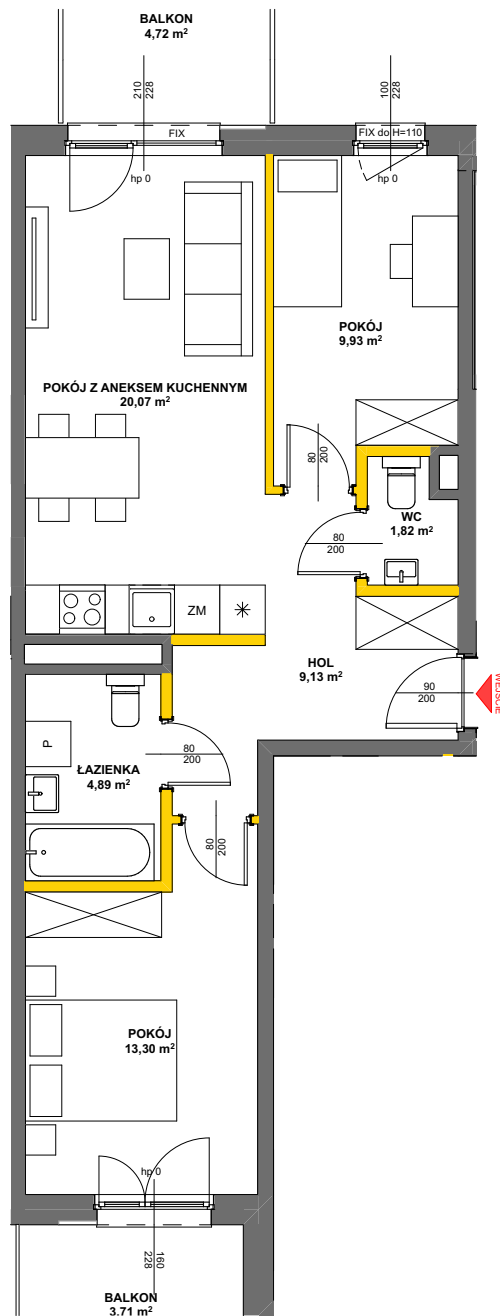 BALKON
4,72 m²
210
228
100
228
FIX
FIX do H=110
hp 0
hp 0
POKÓJ
9,93 m²
POKÓJ Z ANEKSEM KUCHENNYM
20,07 m²
80
200
WC
1,82 m²
80
200
ZM
HOL
9,13 m²
90
200
WEJŚCIE
P
ŁAZIENKA
4,89 m²
80
200
80
200
POKÓJ
13,30 m²
hp 0
160
228
BALKON
3,71 m²